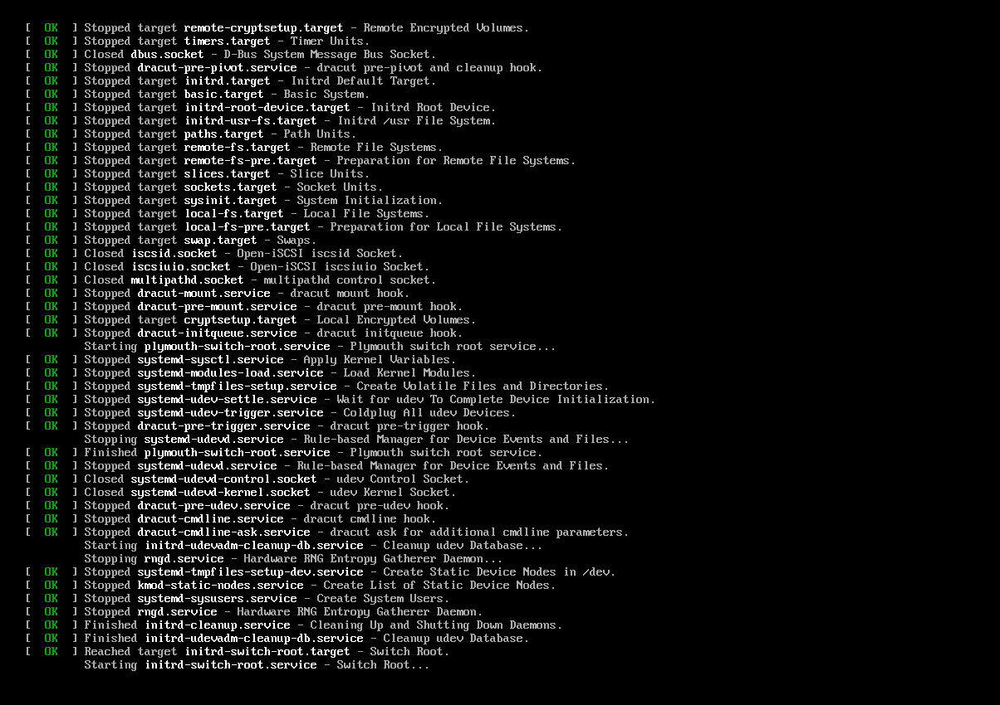 [  OK  ] Stopped target remote-cryptsetup.target - Remote Encrypted Volumes.
[  OK  ] Stopped target timers.target - Timer Units.
[  OK  ] Closed dbus.socket - D-Bus System Message Bus Socket.
[  OK  ] Stopped dracut-pre-pivot.service - dracut pre-pivot and cleanup hook.
[  OK  ] Stopped target initrd.target - Initrd Default Target.
[  OK  ] Stopped target basic.target - Basic System.
[  OK  ] Stopped target initrd-root-device.target - Initrd Root Device.
[  OK  ] Stopped target initrd-usr-fs.target - Initrd /usr File System.
[  OK  ] Stopped target paths.target - Path Units.
[  OK  ] Stopped target remote-fs.target - Remote File Systems.
[  OK  ] Stopped target remote-fs-pre.target - Preparation for Remote File Systems.
[  OK  ] Stopped target slices.target - Slice Units.
[  OK  ] Stopped target sockets.target - Socket Units.
[  OK  ] Stopped target sysinit.target - System Initialization.
[  OK  ] Stopped target local-fs.target - Local File Systems.
[  OK  ] Stopped target local-fs-pre.target - Preparation for Local File Systems.
[  OK  ] Stopped target swap.target - Swaps.
[  OK  ] Closed iscsid.socket - Open-iSCSI iscsid Socket.
[  OK  ] Closed iscsiuio.socket - Open-iSCSI iscsiuio Socket.
[  OK  ] Closed multipathd.socket - multipathd control socket.
[  OK  ] Stopped dracut-mount.service - dracut mount hook.
[  OK  ] Stopped dracut-pre-mount.service - dracut pre-mount hook.
[  OK  ] Stopped target cryptsetup.target - Local Encrypted Volumes.
[  OK  ] Stopped dracut-initqueue.service - dracut initqueue hook.
Starting plymouth-switch-root.service - Plymouth switch root service...
[  OK  ] Stopped systemd-sysctl.service - Apply Kernel Variables.
[  OK  ] Stopped systemd-modules-load.service - Load Kernel Modules.
[  OK  ] Stopped systemd-tmpfiles-setup.service - Create Volatile Files and Directories.
[  OK  ] Stopped systemd-udev-settle.service - Wait for udev To Complete Device Initialization.
[  OK  ] Stopped systemd-udev-trigger.service - Coldplug All udev Devices.
[  OK  ] Stopped dracut-pre-trigger.service - dracut pre-trigger hook.
Stopping systemd-udevd.service - Rule-based Manager for Device Events and Files...
[  OK  ] Finished plymouth-switch-root.service - Plymouth switch root service.
[  OK  ] Stopped systemd-udevd.service - Rule-based Manager for Device Events and Files.
[  OK  ] Closed systemd-udevd-control.socket - udev Control Socket.
[  OK  ] Closed systemd-udevd-kernel.socket - udev Kernel Socket.
[  OK  ] Stopped dracut-pre-udev.service - dracut pre-udev hook.
[  OK  ] Stopped dracut-cmdline.service - dracut cmdline hook.
[  OK  ] Stopped dracut-cmdline-ask.service - dracut ask for additional cmdline parameters.
Starting initrd-udevadm-cleanup-db.service - Cleanup udev Database...
Stopping rngd.service - Hardware RNG Entropy Gatherer Daemon...
[  OK  ] Stopped systemd-tmpfiles-setup-dev.service - Create Static Device Nodes in /dev.
[  OK  ] Stopped kmod-static-nodes.service - Create List of Static Device Nodes.
[  OK  ] Stopped systemd-sysusers.service - Create System Users.
[  OK  ] Stopped rngd.service - Hardware RNG Entropy Gatherer Daemon.
[  OK  ] Finished initrd-cleanup.service - Cleaning Up and Shutting Down Daemons.
[  OK  ] Finished initrd-udevadm-cleanup-db.service - Cleanup udev Database.
[  OK  ] Reached target initrd-switch-root.target - Switch Root.
Starting initrd-switch-root.service - Switch Root...